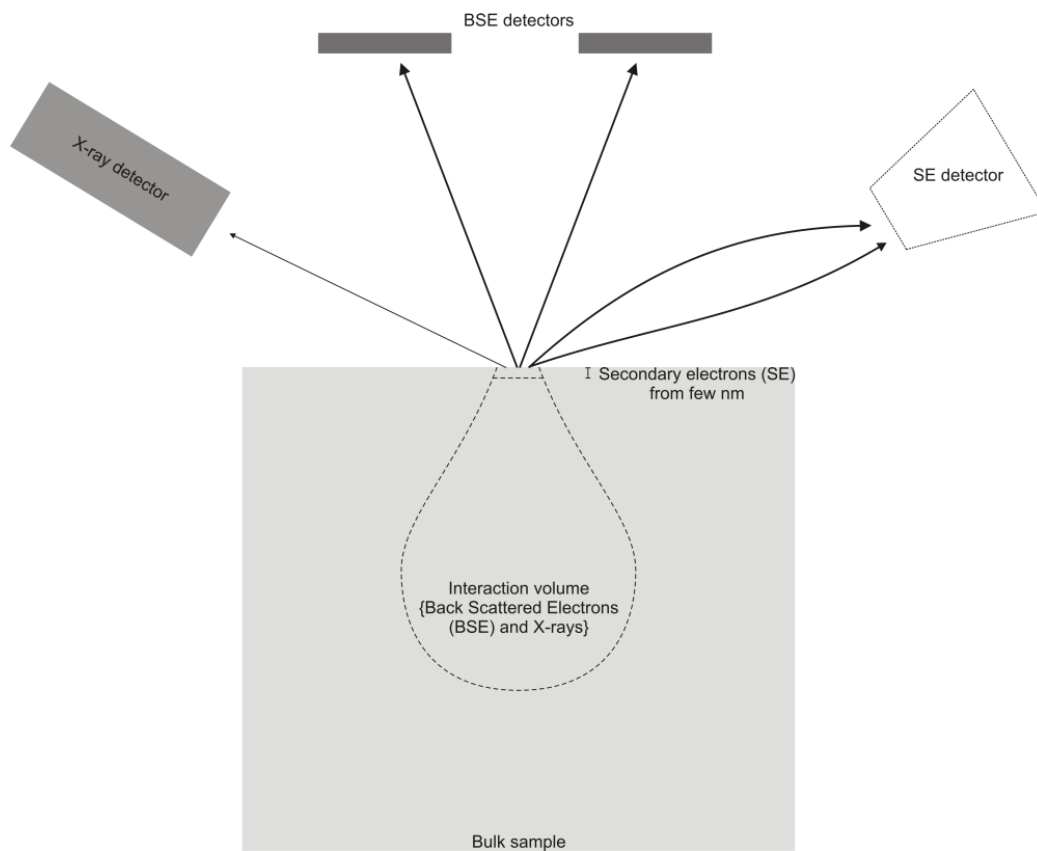 BSE detectors
X-ray detector
SE detector
Secondary electrons (SE)
from few nm
Interaction volume
{Back Scattered Electrons
(BSE) and X-rays}
Bulk sample